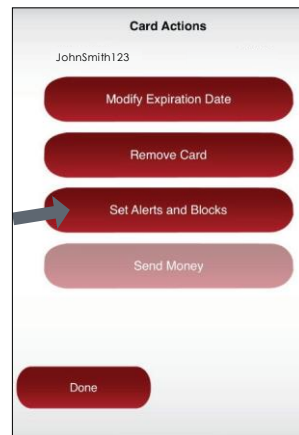 Card Actions
JohnSmith123
Modify Expiration Date
Remove Card
Set Alerts and Blocks
Send Money
Done